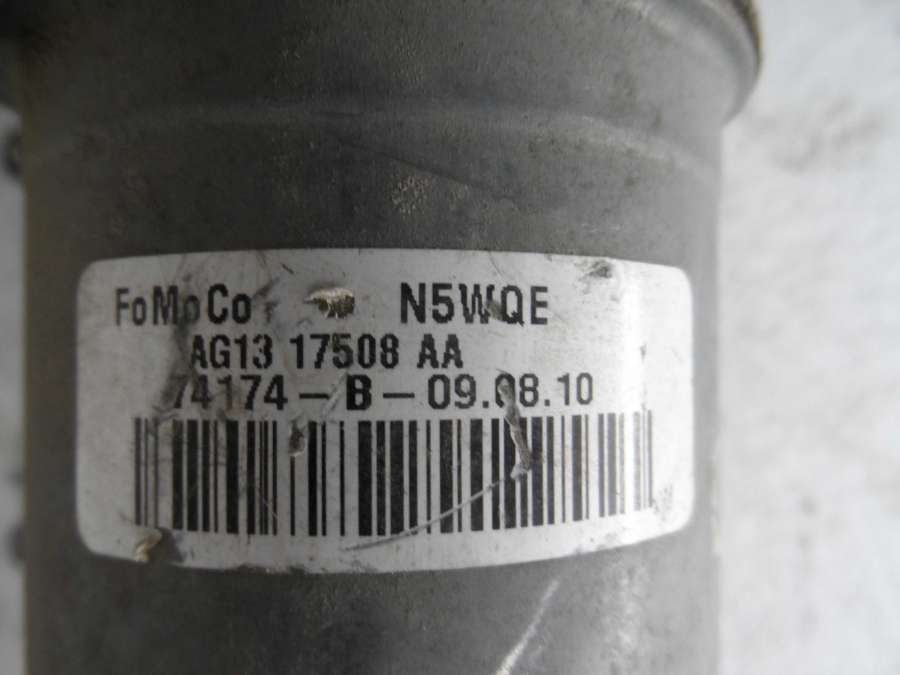 FoMoCo N5WQE
AG13 17508 AA
74174-B-09.08.10